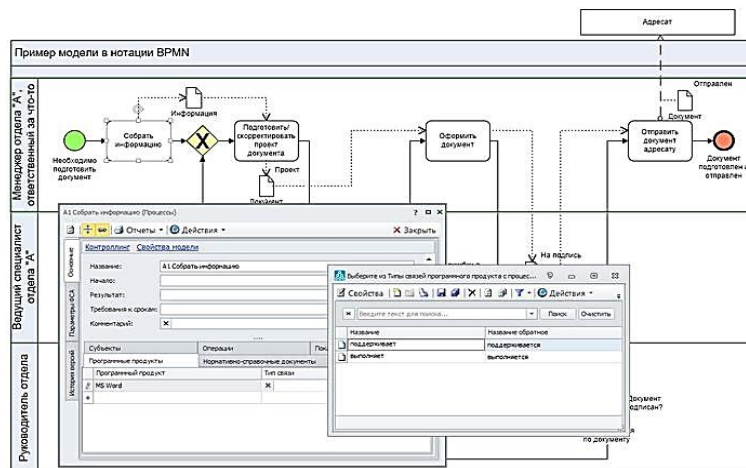 Адресат
Пример модели в нотации BPMN
Менеджер отдела "А", ответственный за что-то
Ведущий специалист отдела "А"
Руководитель отдела
Необходимо
подготовить
документ
Собрать
информацию
Информация
X
Подготовить/
скорректировать
проект
документа
Проект
Документ
Оформить
документ
На подпись
Отправлен
Документ
Отправить
документ
адресату
Документ
подготовлен и
отправлен
А1 Собрать информацию (Процессы)
Отчеты
Действия
Закрыть
Контроллинг Свойства модели
Основные
Параметры ФСА
История версий
Название: А1 Собрать информацию
Начало:
Результат:
Требования к срокам:
Комментарий:
Субъекты Операции
Программные продукты Нормативно-справочные документы
Программный продукт Тип связи
MS Word
Выберите из Типы связей программного продукта с процес...
Свойства Действия
Введите текст для поиска... Поиск Очистить
Название Название обратное
поддерживает поддерживается
выполняет выполняется
Документ
по документу